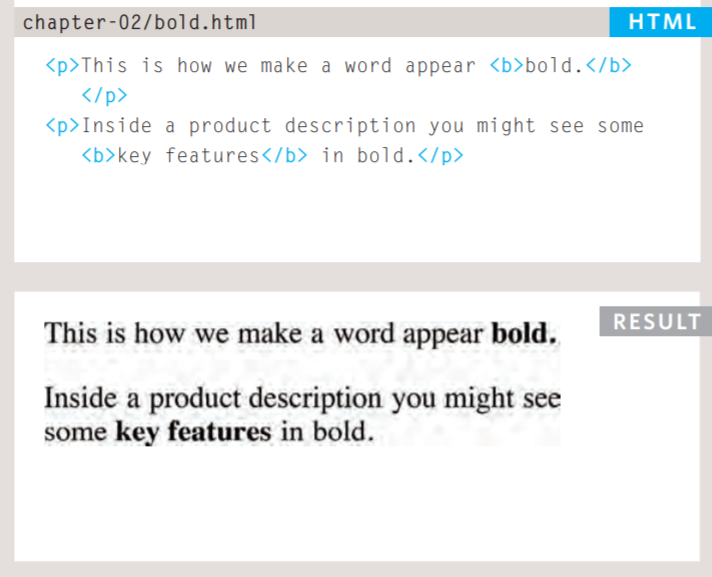 chapter-02/bold.html
HTML
<p>This is how we make a word appear <b>bold.</b>
</p>
<p>Inside a product description you might see some
<b>key features</b> in bold.</p>
RESULT
This is how we make a word appear bold.
Inside a product description you might see
some key features in bold.